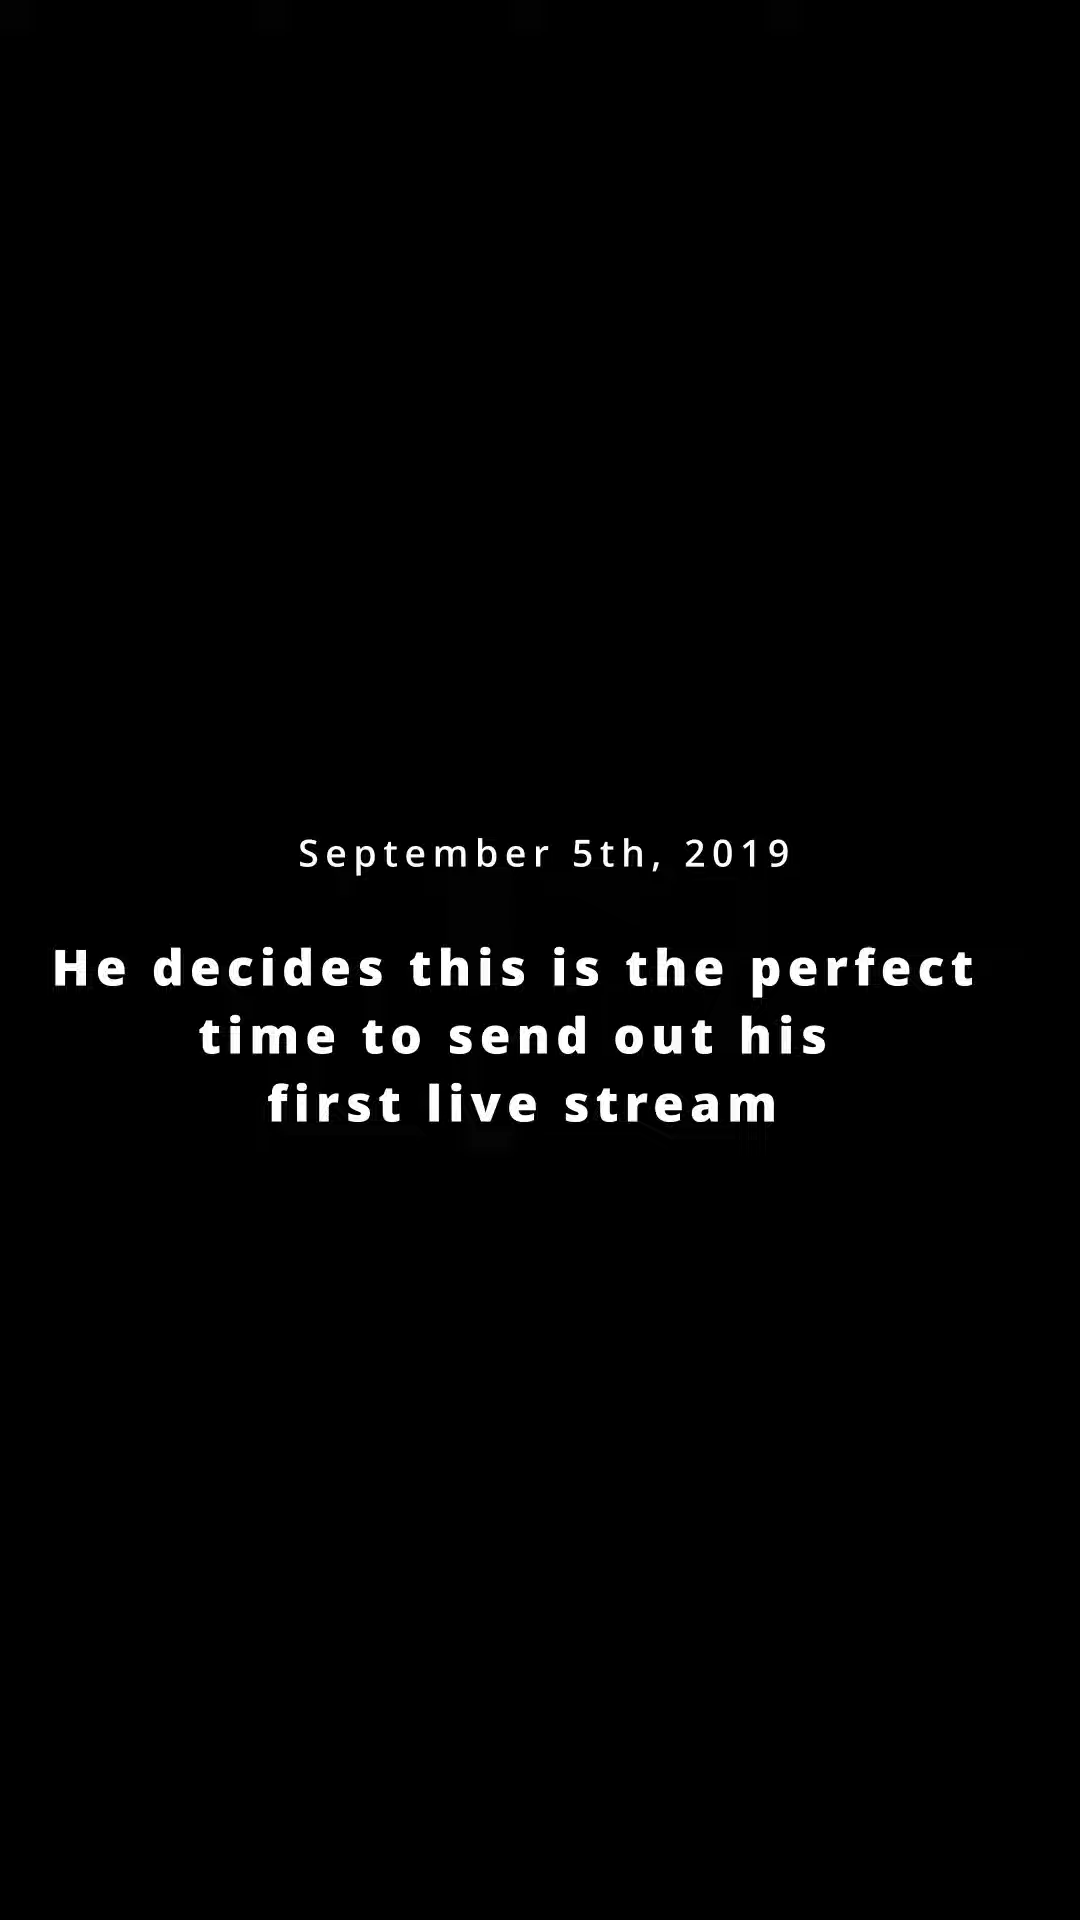 September 5th, 2019
He decides this is the perfect
time to send out his
first live stream